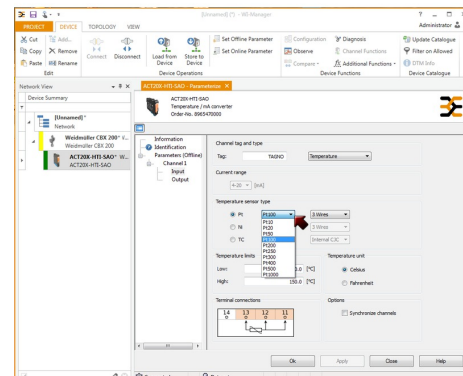 [Unnamed] (*) - WI-Manager
PROJECT DEVICE TOPOLOGY VIEW Administrator
Cut Add...
Copy Remove
Paste Rename
Edit
Connect Disconnect
Load from Device
Store to Device
Set Offline Parameter
Set Online Parameter
Device Operations
Configuration Diagnosis
Observe Channel Functions
Compare Additional Functions
Device Functions
Update Catalogue
Filter on Allowed
DTM Info
Device Catalogue
Network View
Device Summary
[Unnamed]*
Network
Weidmüller CBX 200* W..
Weidmüller CBX 200
ACT20X-HTI-SAO* W...
ACT20X-HTI-SAO
ACT20X-HTI-SAO - Parameterize
ACT20X-HTI-SAO
Temperature / mA converter
Order-No. 8965470000
Information
Identification
Parameters (Offline)
Channel 1
Input
Output
Channel tag and type
Tag: TAGNO Temperature
Current range
4-20 [mA]
Temperature sensor type
Pt Pt100 3 Wires
Ni 3 Wires
TC Internal CJC
Pt10
Pt20
Pt50
Pt100
Pt200
Pt250
Pt300
Pt400
Pt500
Pt1000
Temperature limits
Low: [°C]
High: 150.0 [°C]
Temperature unit
Celsius
Fahrenheit
Terminal connections
14 13 12 11
Options
Synchronize channels
Ok Apply Close Help